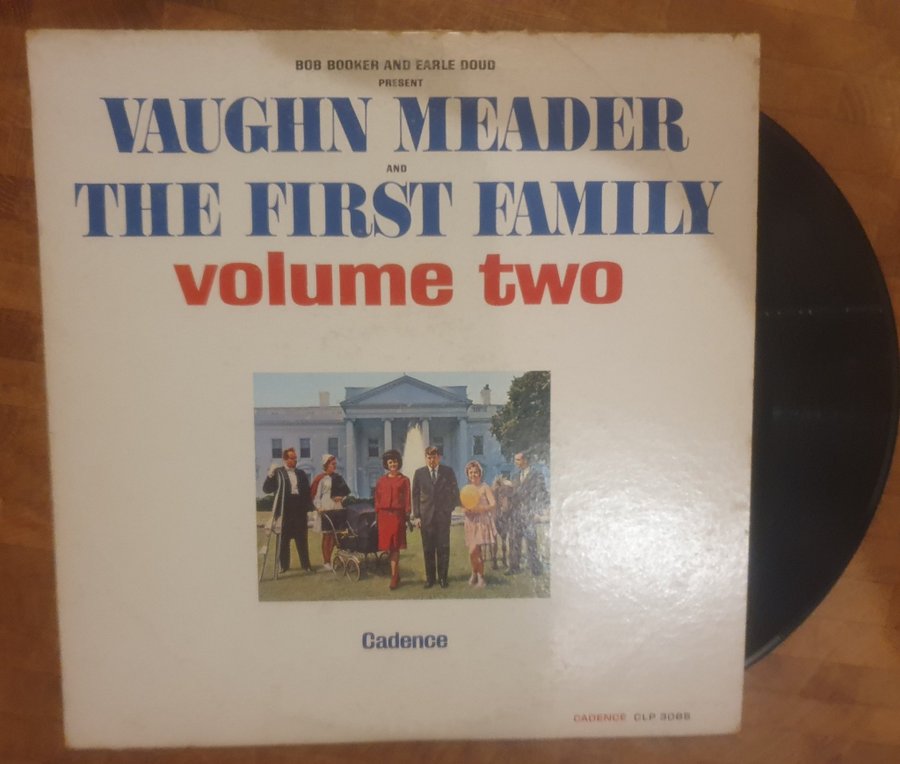 BOB BOOKER AND EARLE DOUD
PRESENT
VAUGHN MEADER
AND
THE FIRST FAMILY
volume two
Cadence
CADENCE CLP 3065